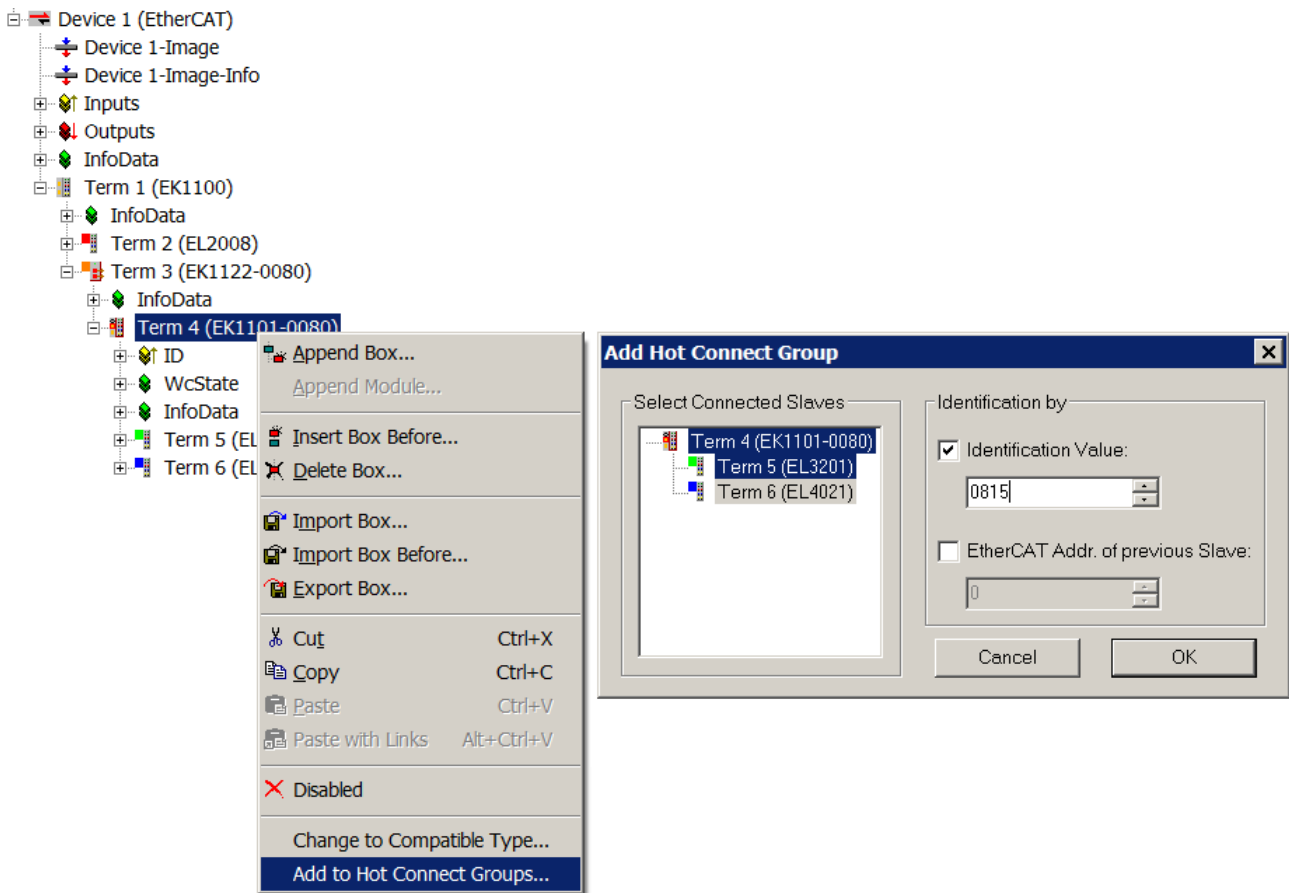 Device 1 (EtherCAT)
Device 1-Image
Device 1-Image-Info
Inputs
Outputs
InfoData
Term 1 (EK1100)
InfoData
Term 2 (EL2008)
Term 3 (EK1122-0080)
InfoData
Term 4 (EK1101-0080)
ID
WcState
InfoData
Term 5 (EL
Term 6 (EL
Append Box...
Append Module...
Insert Box Before...
Delete Box...
Import Box...
Import Box Before...
Export Box...
Cut Ctrl+X
Copy Ctrl+C
Paste Ctrl+V
Paste with Links Alt+Ctrl+V
Disabled
Change to Compatible Type...
Add to Hot Connect Groups...
Add Hot Connect Group
Select Connected Slaves
Term 4 (EK1101-0080)
Term 5 (EL3201)
Term 6 (EL4021)
Identification by
Identification Value:
0815
EtherCAT Addr. of previous Slave:
0
Cancel OK